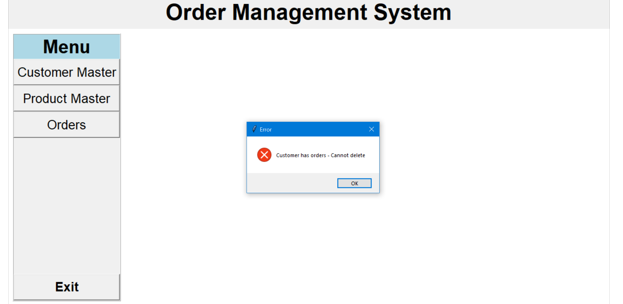 Order Management System
Menu
Customer Master
Product Master
Orders
Error
Customer has orders - Cannot delete
OK
Exit